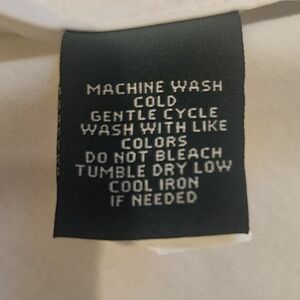 MACHINE WASH
COLD
GENTLE CYCLE
WASH WITH LIKE
COLORS
DO NOT BLEACH
TUMBLE DRY LOW
COOL IRON
IF NEEDED